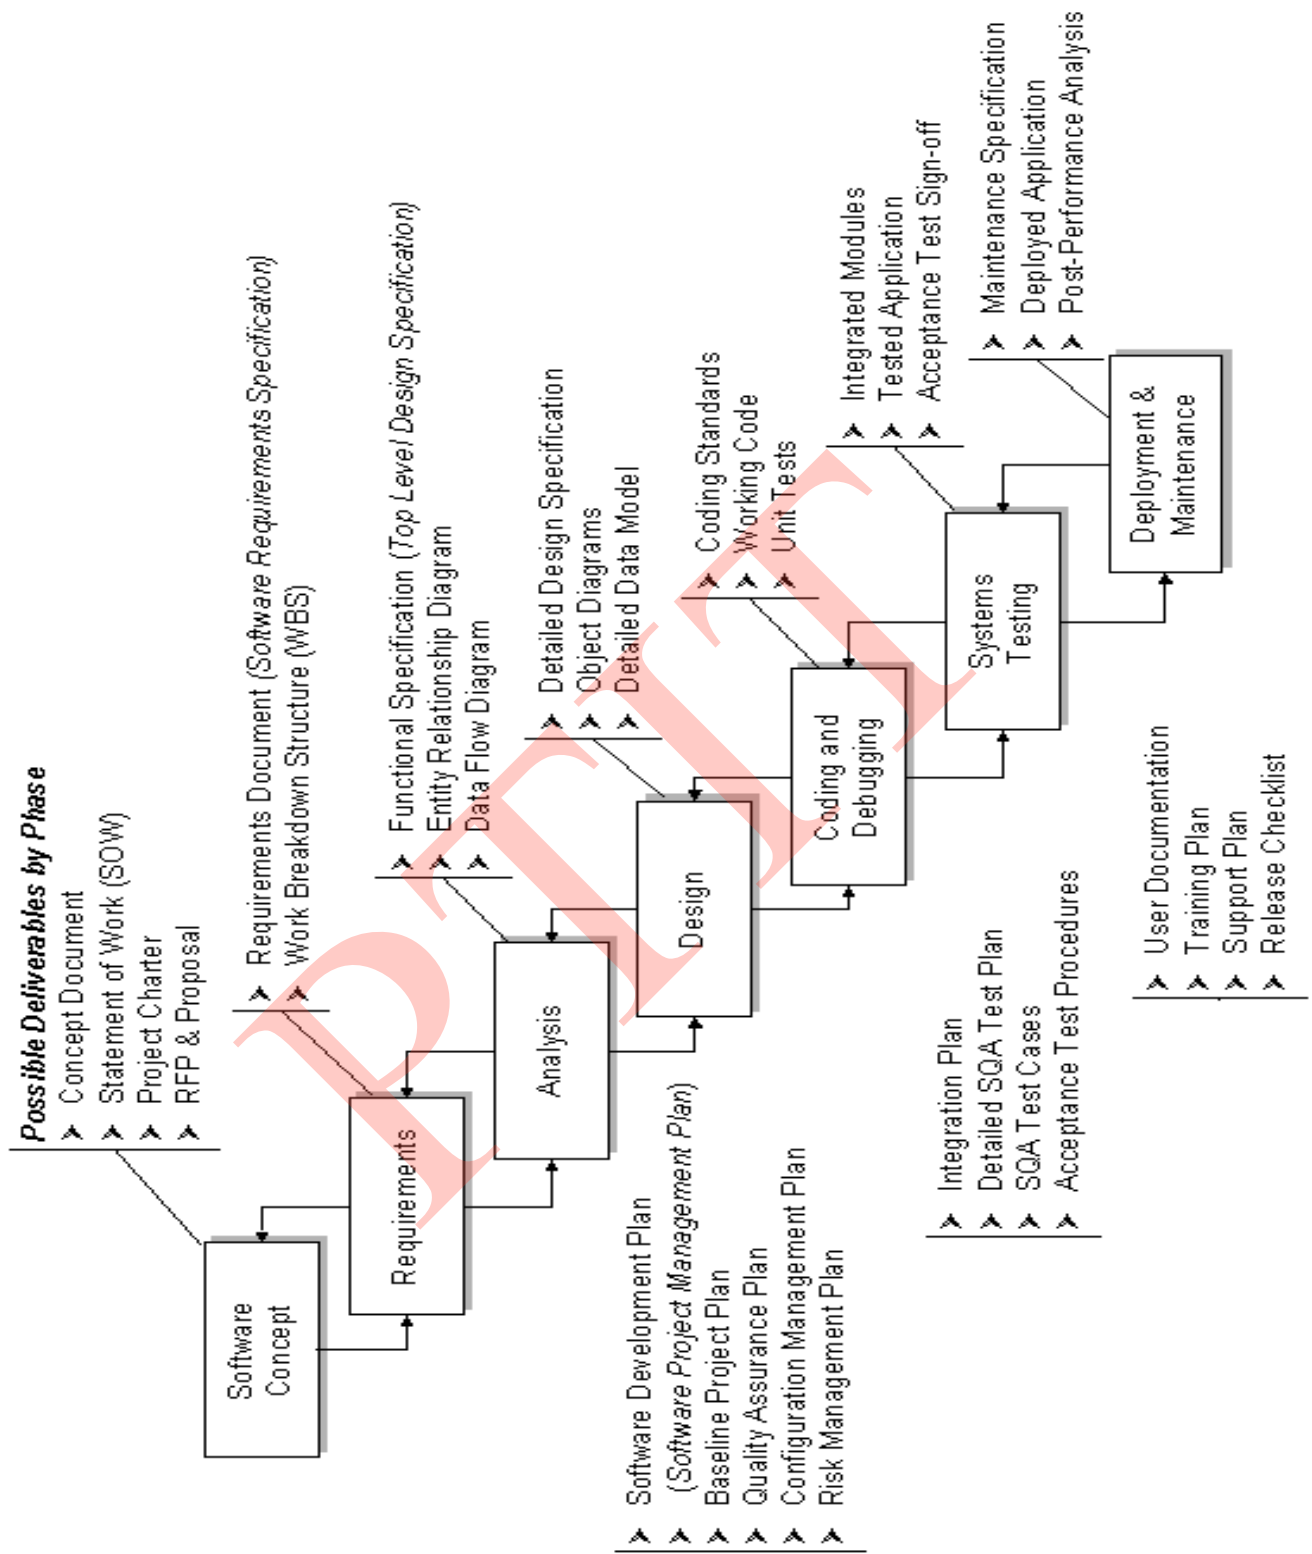 Possible Deliverables by Phase
Concept Document
Statement of Work (SOW)
Project Charter
RFP & Proposal
Software
Concept
Requirements Document (Software Requirements Specification)
Work Breakdown Structure (WBS)
Requirements
Functional Specification (Top Level Design Specification)
Entity Relationship Diagram
Data Flow Diagram
Analysis
Detailed Design Specification
Object Diagrams
Detailed Data Model
Design
Coding Standards
Working Code
Unit Tests
Coding and
Debugging
Integrated Modules
Tested Application
Acceptance Test Sign-off
Systems
Testing
Maintenance Specification
Deployed Application
Post-Performance Analysis
Deployment &
Maintenance
Software Development Plan
(Software Project Management Plan)
Baseline Project Plan
Quality Assurance Plan
Configuration Management Plan
Risk Management Plan
Integration Plan
Detailed SQA Test Plan
SQA Test Cases
Acceptance Test Procedures
User Documentation
Training Plan
Support Plan
Release Checklist
PTIT